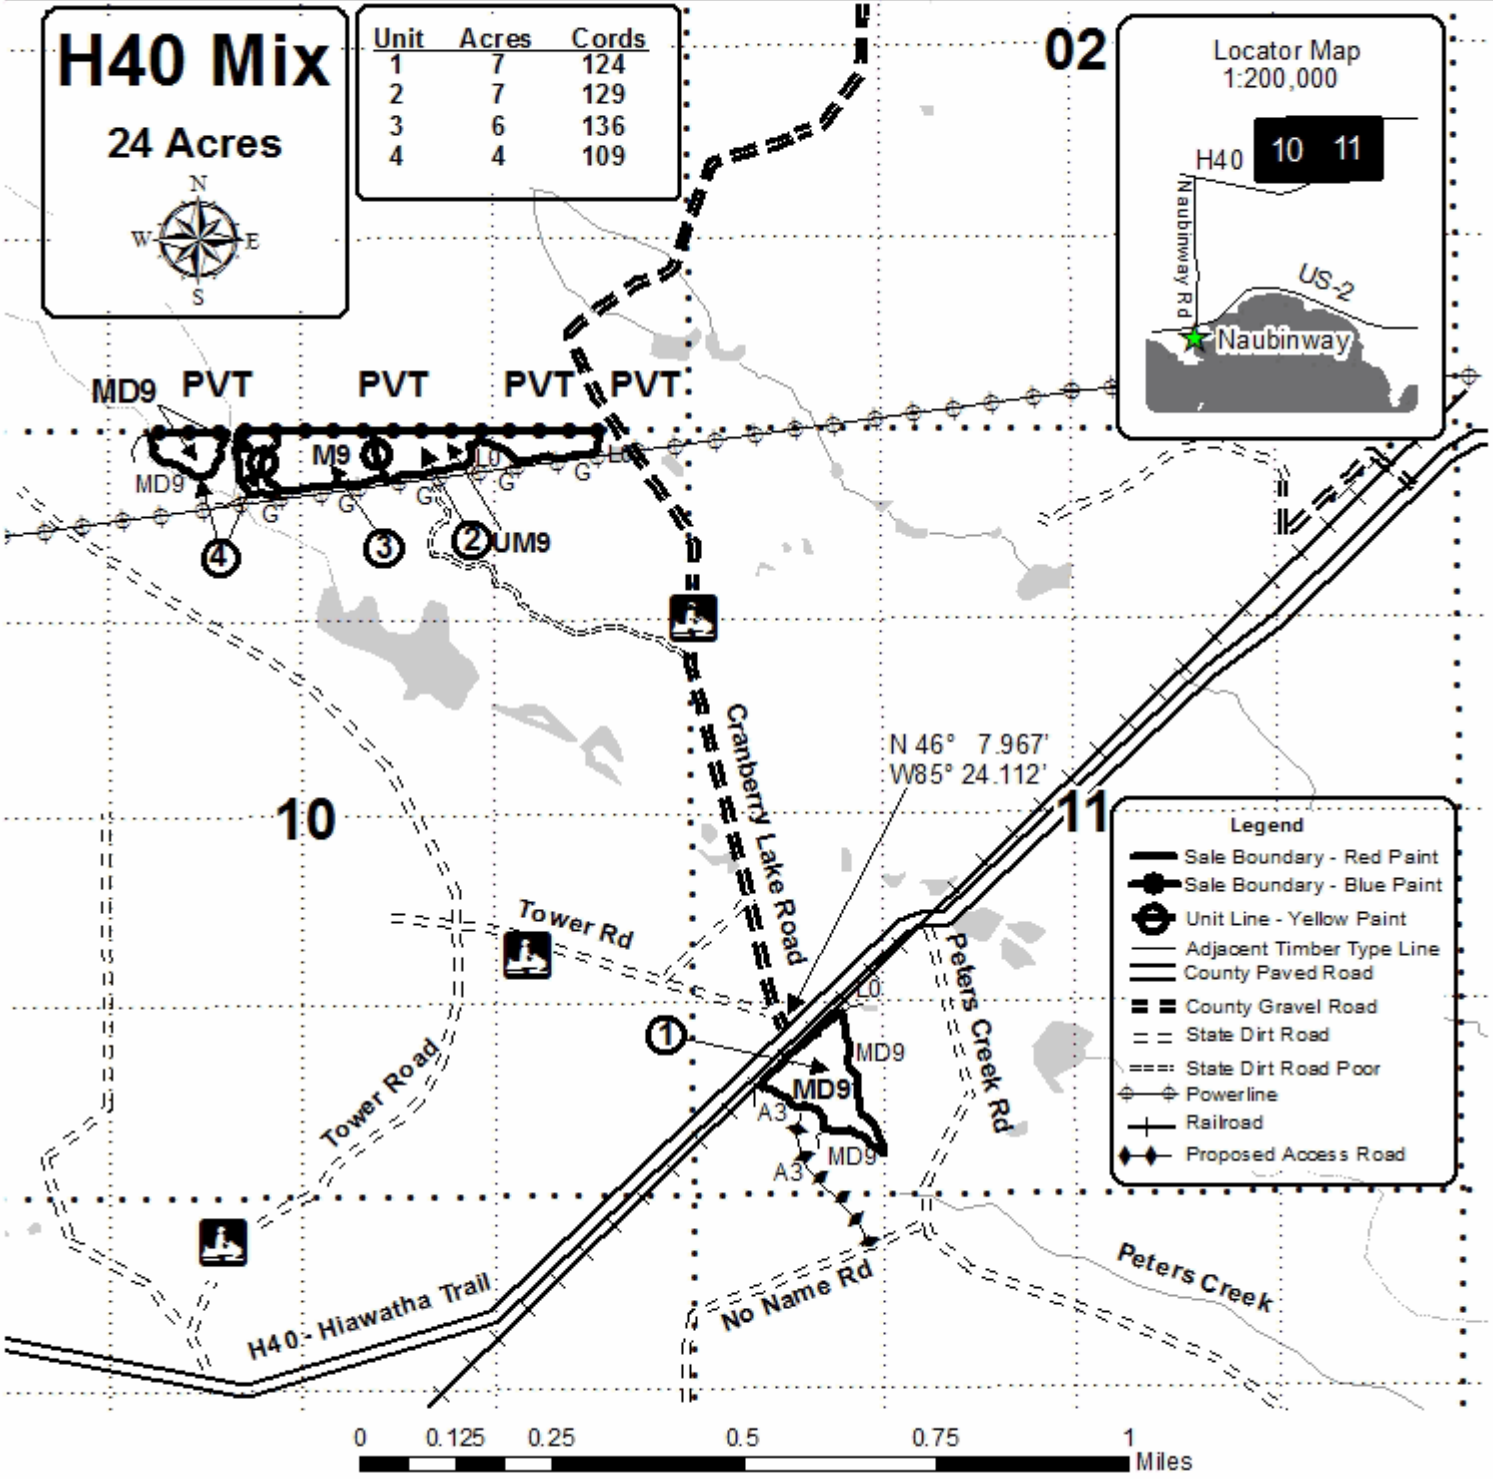 H40 Mix
24 Acres
N
W E
S
Unit Acres Cords
1 7 124
2 7 129
3 6 136
4 4 109
02
Locator Map
1:200,000
H40 10 11
Naubinway Rd
US-2
Naubinway
MD9 PVT PVT PVT PVT
M9 L0 L0
MD9
G G G G G
4 3 2 UM9
Cranberry Lake Road
N 46° 7.967'
W85° 24.112'
10 11
Tower Rd
Tower Road
Peters Creek Rd
L0
1
MD9
MD9
A3
MD9
A3
No Name Rd
Peters Creek
H40 - Hiawatha Trail
Legend
Sale Boundary - Red Paint
Sale Boundary - Blue Paint
Unit Line - Yellow Paint
Adjacent Timber Type Line
County Paved Road
County Gravel Road
State Dirt Road
State Dirt Road Poor
Powerline
Railroad
Proposed Access Road
0 0.125 0.25 0.5 0.75 1
Miles